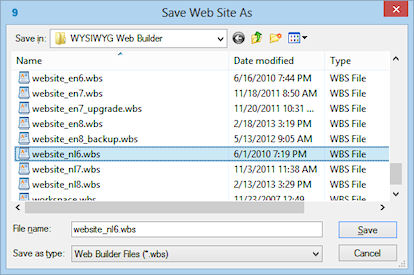 9 Save Web Site As
Save in: WYSIWYG Web Builder
Name Date modified Type
website_en6.wbs 6/16/2010 7:44 PM WBS File
website_en7.wbs 11/18/2011 8:50 AM WBS File
website_en7_upgrade.wbs 11/20/2011 10:31 ... WBS File
website_en8.wbs 2/18/2013 3:19 PM WBS File
website_en8_backup.wbs 5/13/2012 9:05 AM WBS File
website_nl6.wbs 6/1/2010 7:19 PM WBS File
website_nl7.wbs 11/3/2011 11:38 AM WBS File
website_nl8.wbs 2/13/2013 3:29 PM WBS File
workspace.wbs 11/23/2007 12:49 WBS File
File name: website_nl6.wbs Save
Save as type: Web Builder Files (*.wbs) Cancel